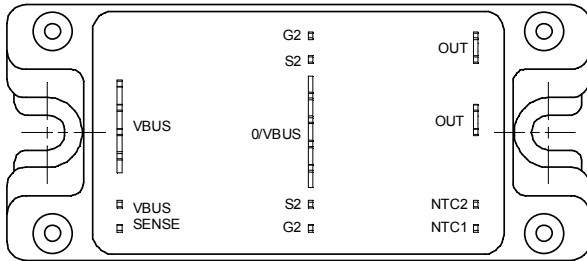 G2
S2
OUT
VBUS
0/VBUS
OUT
VBUS
SENSE
S2
G2
NTC2
NTC1